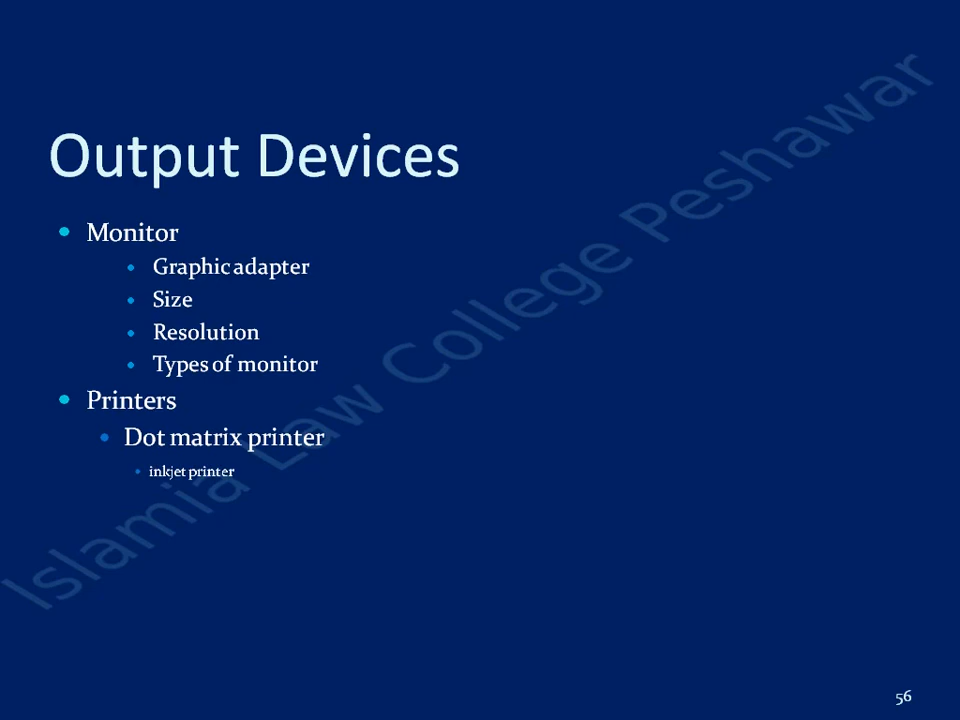 Output Devices
Monitor
Graphic adapter
Size
Resolution
Types of monitor
Printers
Dot matrix printer
inkjet printer
Islamia Law College Peshawar
56